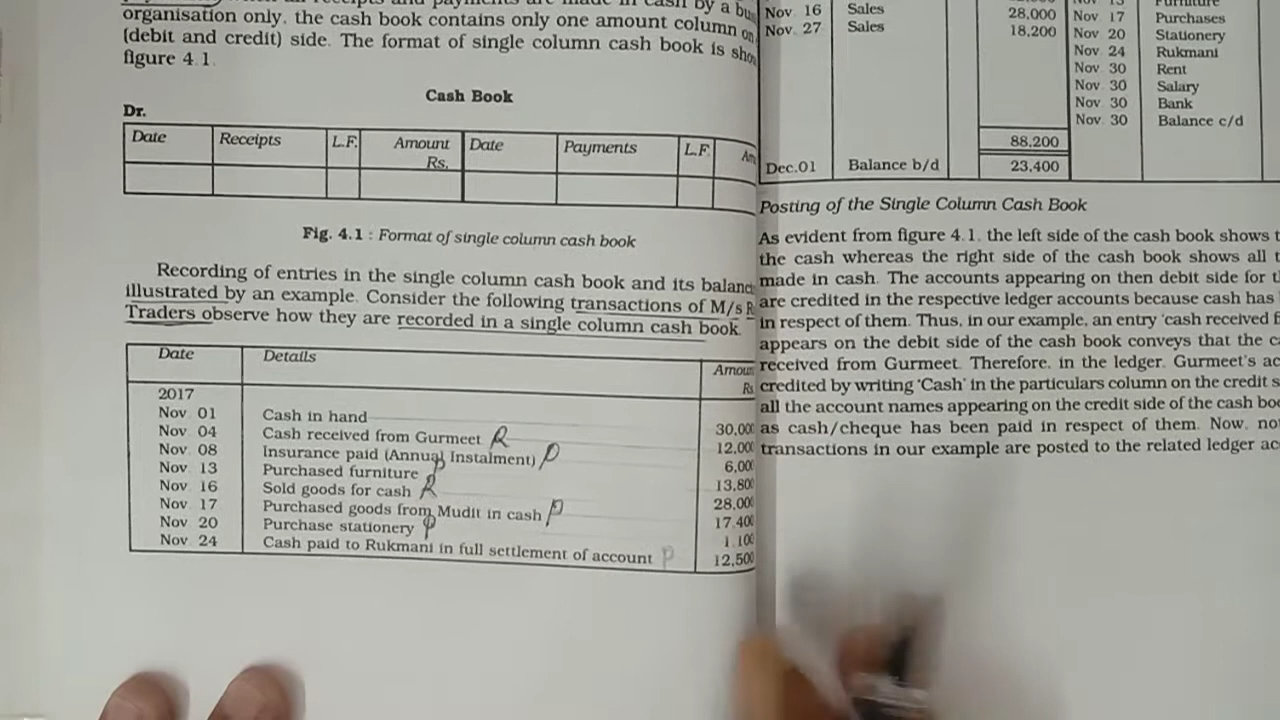 organisation only, the cash book contains only one amount column on
(debit and credit) side. The format of single column cash book is
figure 4.1.
Cash Book
Dr.
Date Receipts L.F. Amount Rs. Date Payments L.F.
Fig. 4.1 : Format of single column cash book
Recording of entries in the single column cash book and its
illustrated by an example. Consider the following transactions of M/s R
Traders observe how they are recorded in a single column cash book.
Date Details
Rs
2017
Nov 01 Cash in hand 30,000
Nov 04 Cash received from Gurmeet R 12,000
Nov 08 Insurance paid (Annual Instalment) P 6,000
Nov 13 Purchased furniture P 13,800
Nov 16 Sold goods for cash R 28,000
Nov 17 Purchased goods from Mudit in cash P 17,400
Nov 20 Purchase stationery P 1,100
Nov 24 Cash paid to Rukmani in full settlement of account P 12,500
Nov 16 Sales 28,000 Nov 17 Purchases
Nov 27 Sales 18,200 Nov 20 Stationery
Nov 24 Rukmani
Nov 30 Rent
Nov 30 Salary
Nov 30 Bank
Nov 30 Balance c/d
88,200
Dec.01 Balance b/d 23,400
Posting of the Single Column Cash Book
As evident from figure 4.1, the left side of the cash book shows
the cash whereas the right side of the cash book shows all
made in cash. The accounts appearing on then debit side for
are credited in the respective ledger accounts because cash has
in respect of them. Thus, in our example, an entry 'cash received
appears on the debit side of the cash book conveys that the
received from Gurmeet. Therefore, in the ledger, Gurmeet's
credited by writing 'Cash' in the particulars column on the credit
all the account names appearing on the credit side of the cash
as cash/cheque has been paid in respect of them. Now,
transactions in our example are posted to the related ledger